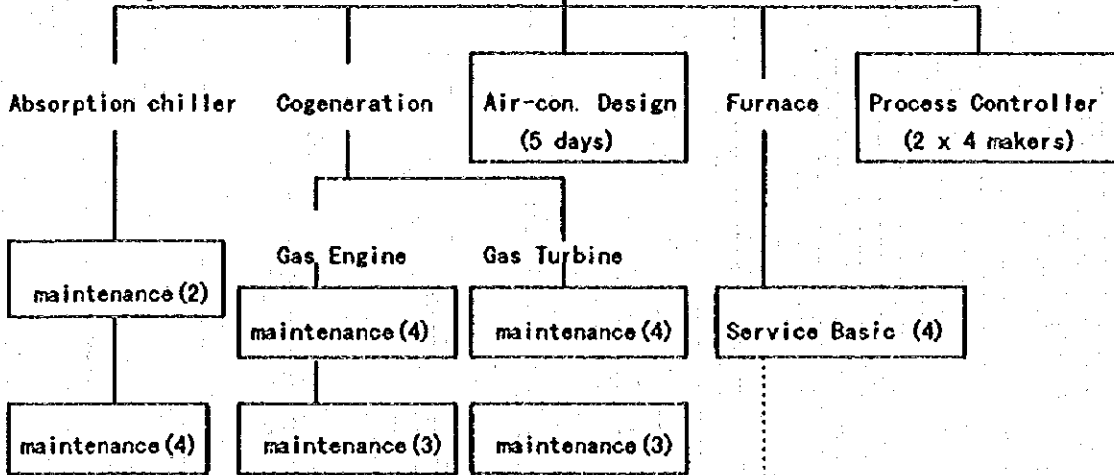 Absorption chiller Cogeneration Air-con. Design Furnace Process Controller
(5 days) (2 x 4 makers)
Gas Engine Gas Turbine
maintenance(2)
maintenance(4) maintenance(4) Service Basic (4)
maintenance(4) maintenance(3) maintenance(3)